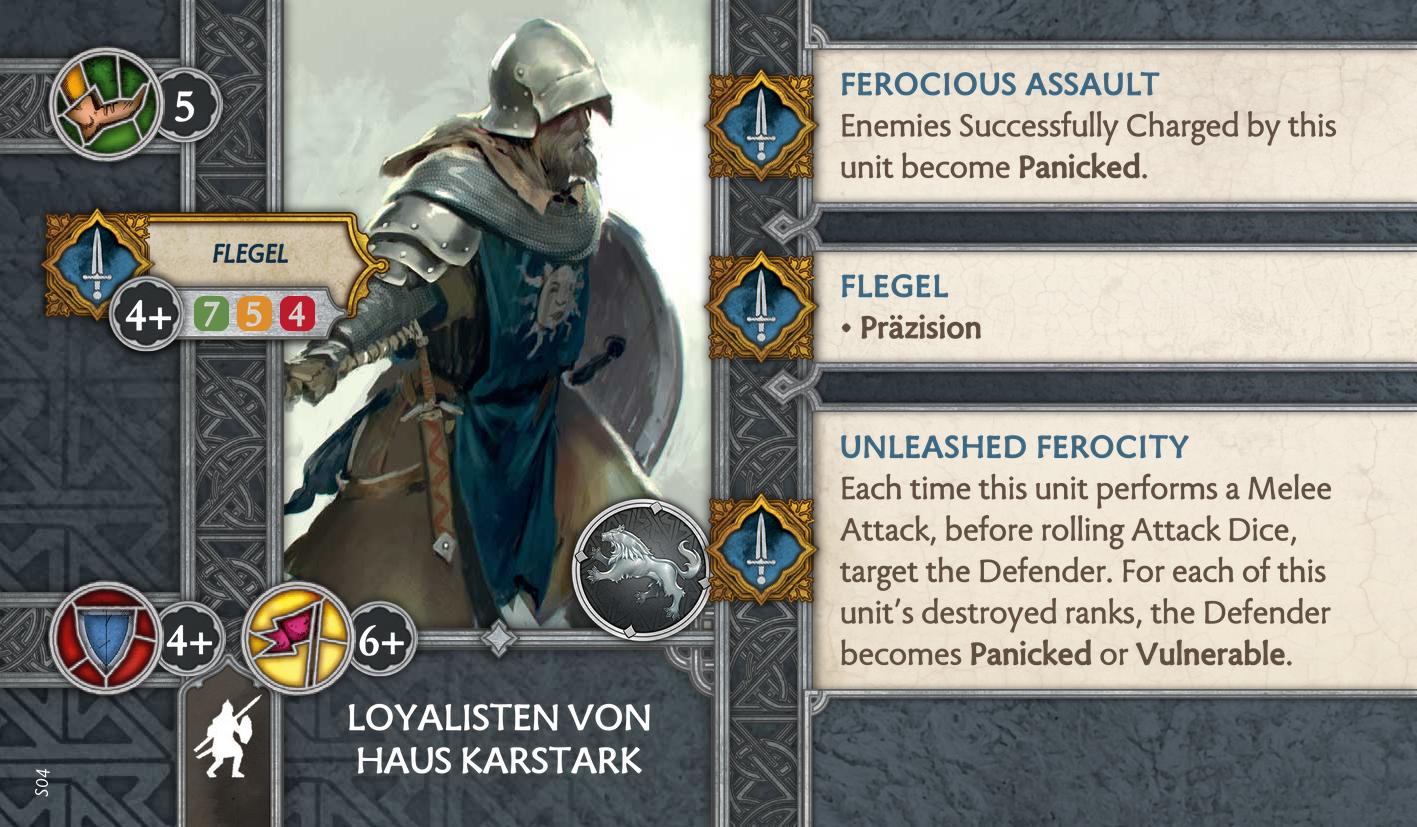 5
FLEGEL
4+ 7 5 4
4+
6+
LOYALISTEN VON
HAUS KARSTARK
S04
FEROCIOUS ASSAULT
Enemies Successfully Charged by this
unit become Panicked.
FLEGEL
• Präzision
UNLEASHED FEROCITY
Each time this unit performs a Melee
Attack, before rolling Attack Dice,
target the Defender. For each of this
unit's destroyed ranks, the Defender
becomes Panicked or Vulnerable.